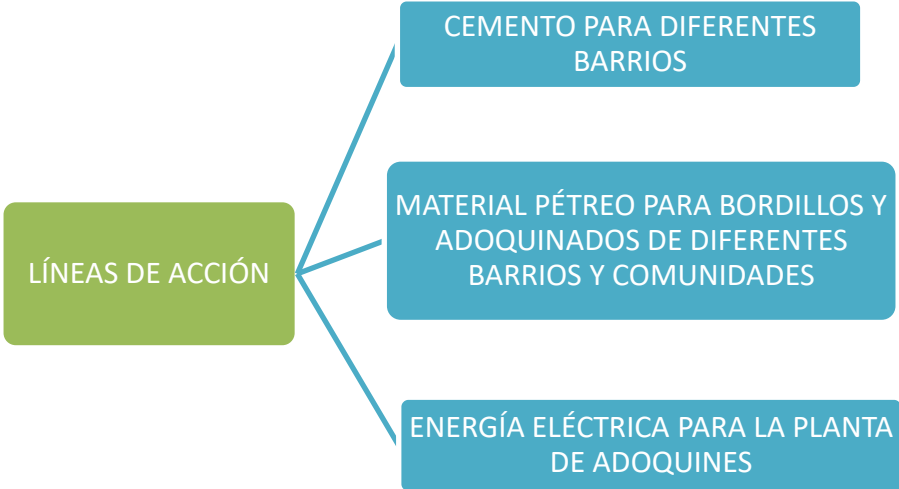 CEMENTO PARA DIFERENTES
BARRIOS
LÍNEAS DE ACCIÓN
MATERIAL PÉTREO PARA BORDILLOS Y
ADOQUINADOS DE DIFERENTES
BARRIOS Y COMUNIDADES
ENERGÍA ELÉCTRICA PARA LA PLANTA
DE ADOQUINES